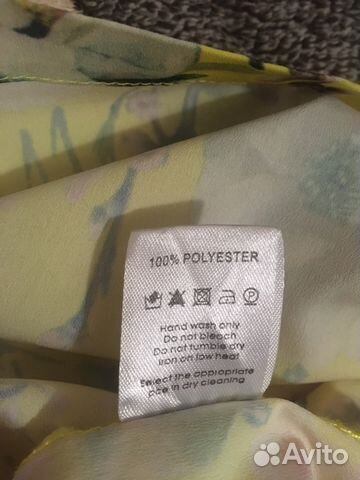 100% POLYESTER
Hand wash only
Do not bleach
Do not tumble dry
Iron on low heat
Select the appropriate
pce in dry cleaning
Avito